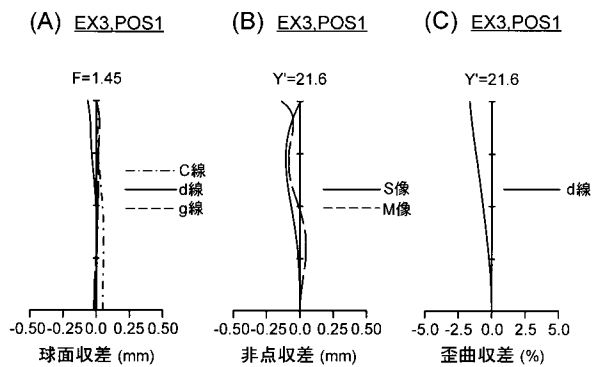 (A) EX3,POS1
(B) EX3,POS1
(C) EX3,POS1
F=1.45
Y'=21.6
Y'=21.6
C線
d線
g線
S像
M像
d線
-0.50 -0.25 0.0 0.25 0.50
-0.50 -0.25 0.0 0.25 0.50
-5.0 -2.5 0.0 2.5 5.0
球面収差 (mm)
非点収差 (mm)
歪曲収差 (%)